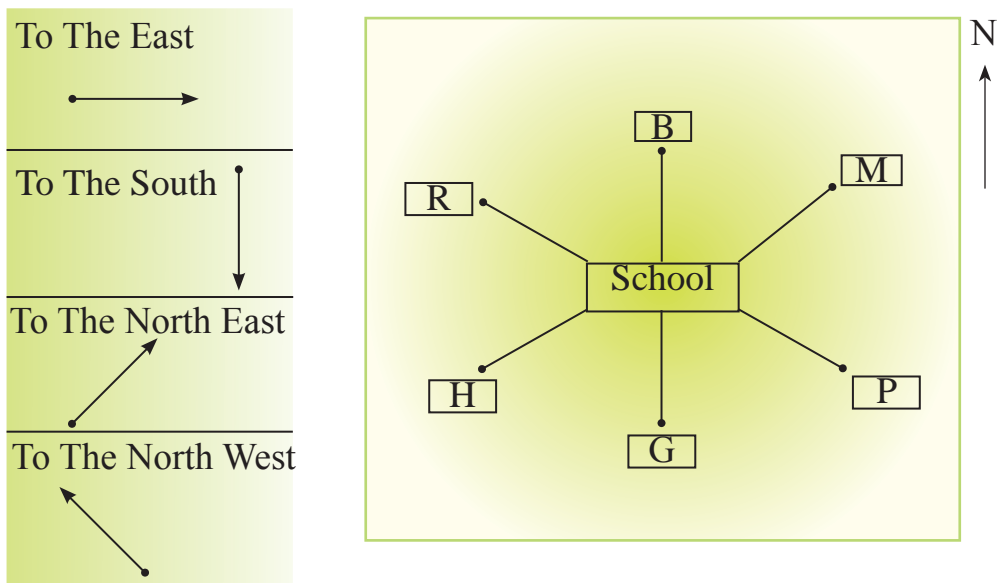 To The East
To The South
To The North East
To The North West
N
B
M
R
School
H
P
G